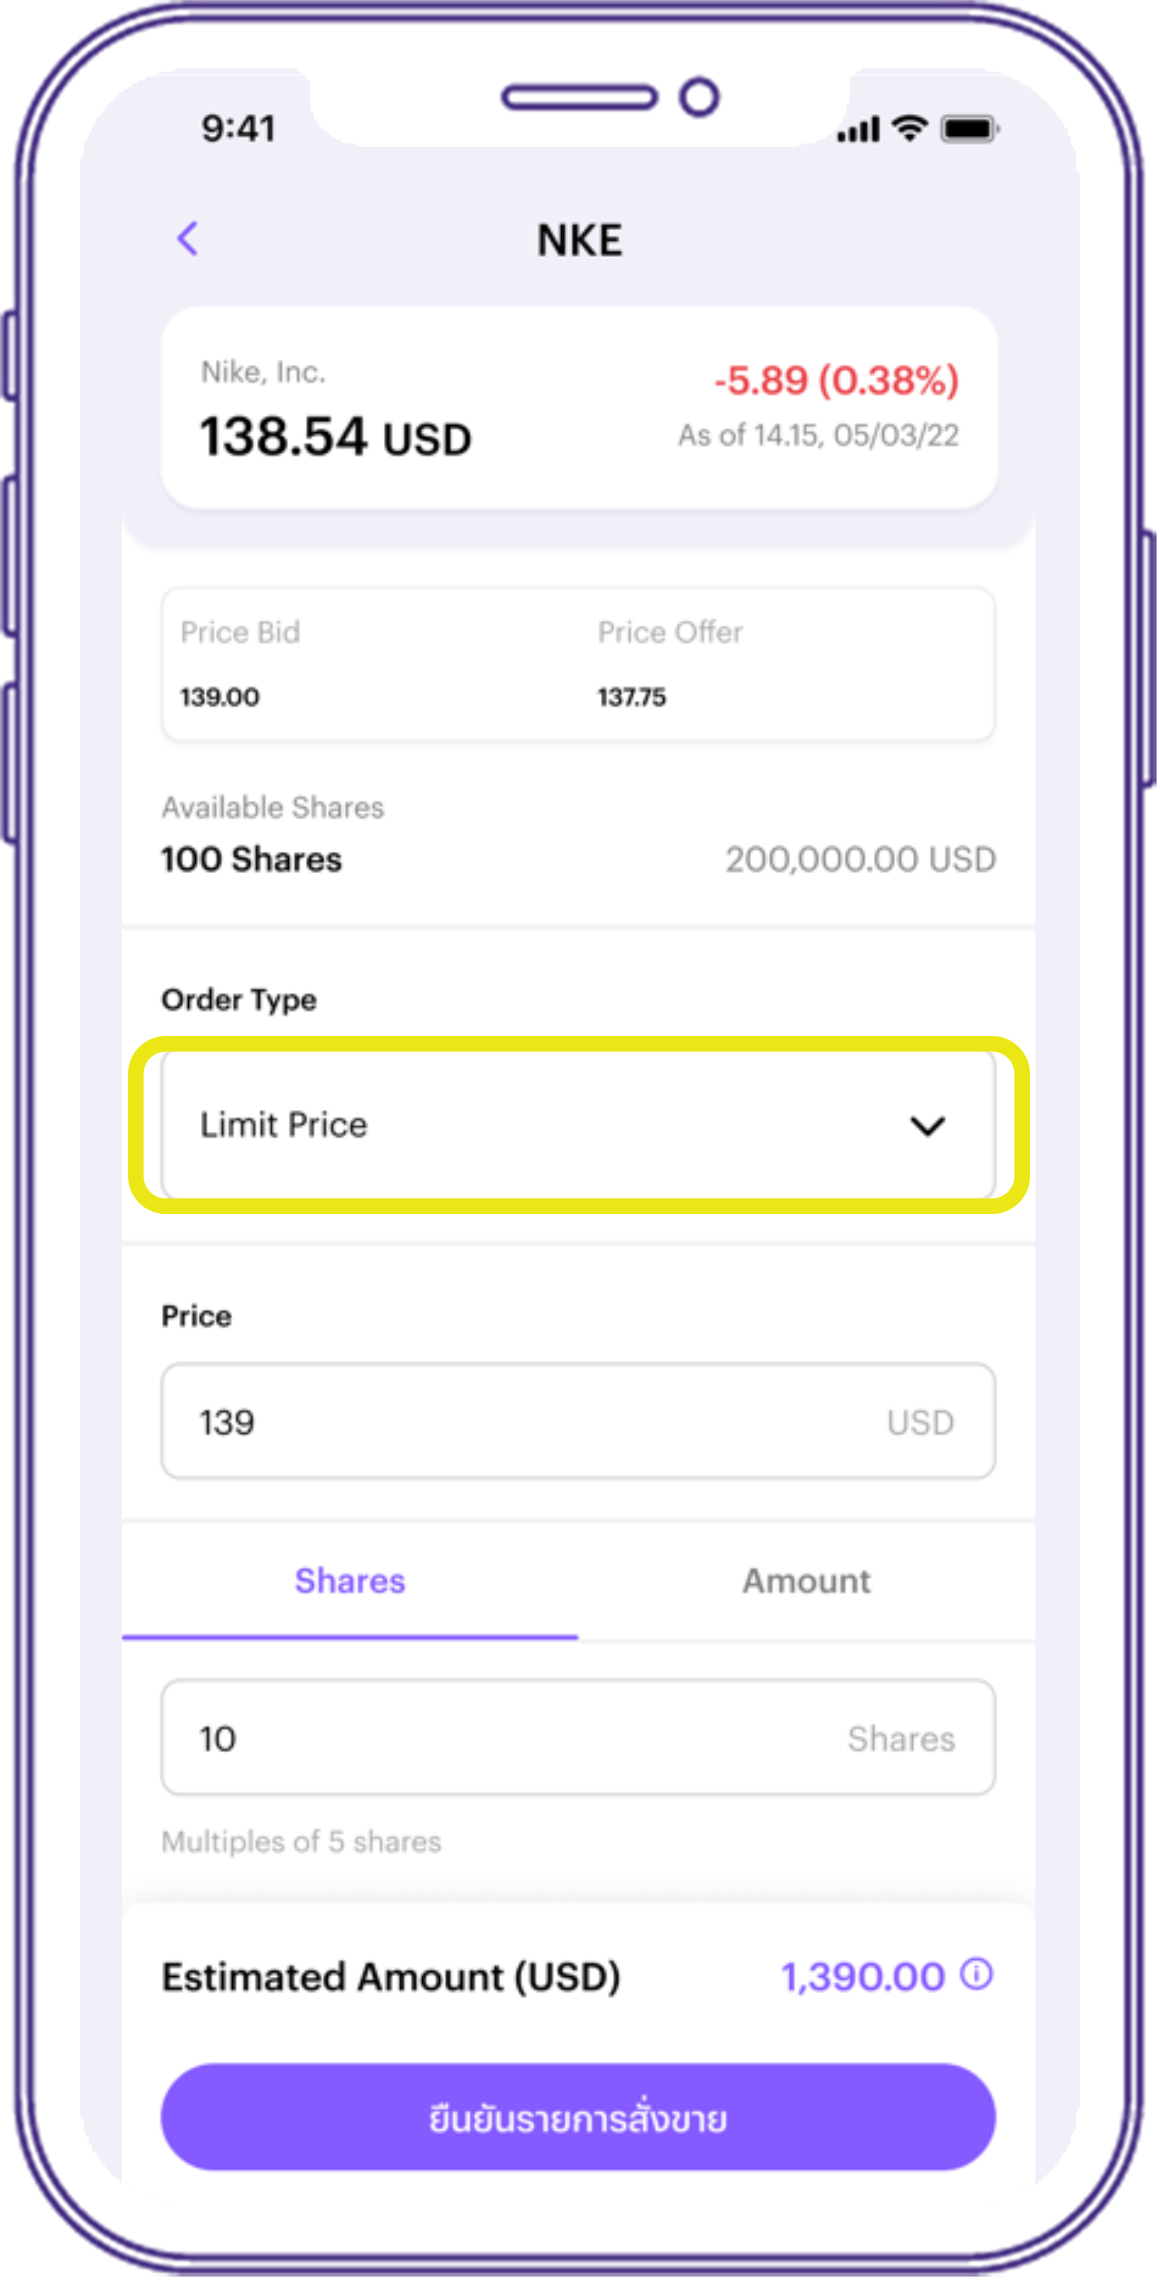 9:41
NKE
Nike, Inc.
-5.89 (0.38%)
138.54 USD
As of 14.15, 05/03/22
Price Bid
Price Offer
139.00
137.75
Available Shares
100 Shares
200,000.00 USD
Order Type
Limit Price
Price
139
USD
Shares
Amount
10
Shares
Multiples of 5 shares
Estimated Amount (USD)
1,390.00
ยืนยันรายการสั่งขาย